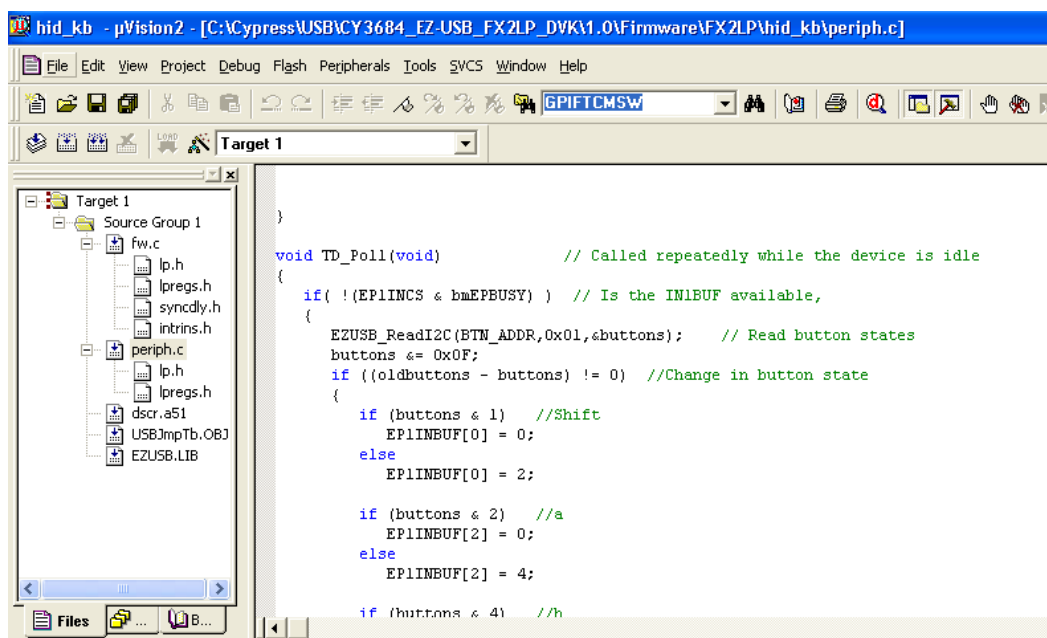 hid_kb - µVision2 - [C:\Cypress\USB\CY3684_EZ-USB_FX2LP_DVK\1.0\Firmware\FX2LP\hid_kb\periph.c]
File Edit View Project Debug Flash Peripherals Tools SVCS Window Help
GPIFTCMSW
LOAD Target 1
Target 1
Source Group 1
fw.c
lp.h
lpregs.h
syncdly.h
intrins.h
periph.c
lp.h
lpregs.h
dscr.a51
USBJmpTb.OBJ
EZUSB.LIB
Files
...
B...
}
void TD_Poll(void) // Called repeatedly while the device is idle
{
if( !(EP1INCS & bmEPBUSY) ) // Is the IN1BUF available,
{
EZUSB_ReadI2C(BTN_ADDR,0x01,&buttons); // Read button states
buttons &= 0x0F;
if ((oldbuttons - buttons) != 0) //Change in button state
{
if (buttons & 1) //Shift
EP1INBUF[0] = 0;
else
EP1INBUF[0] = 2;
if (buttons & 2) //a
EP1INBUF[2] = 0;
else
EP1INBUF[2] = 4;
if (buttons & 4) //b